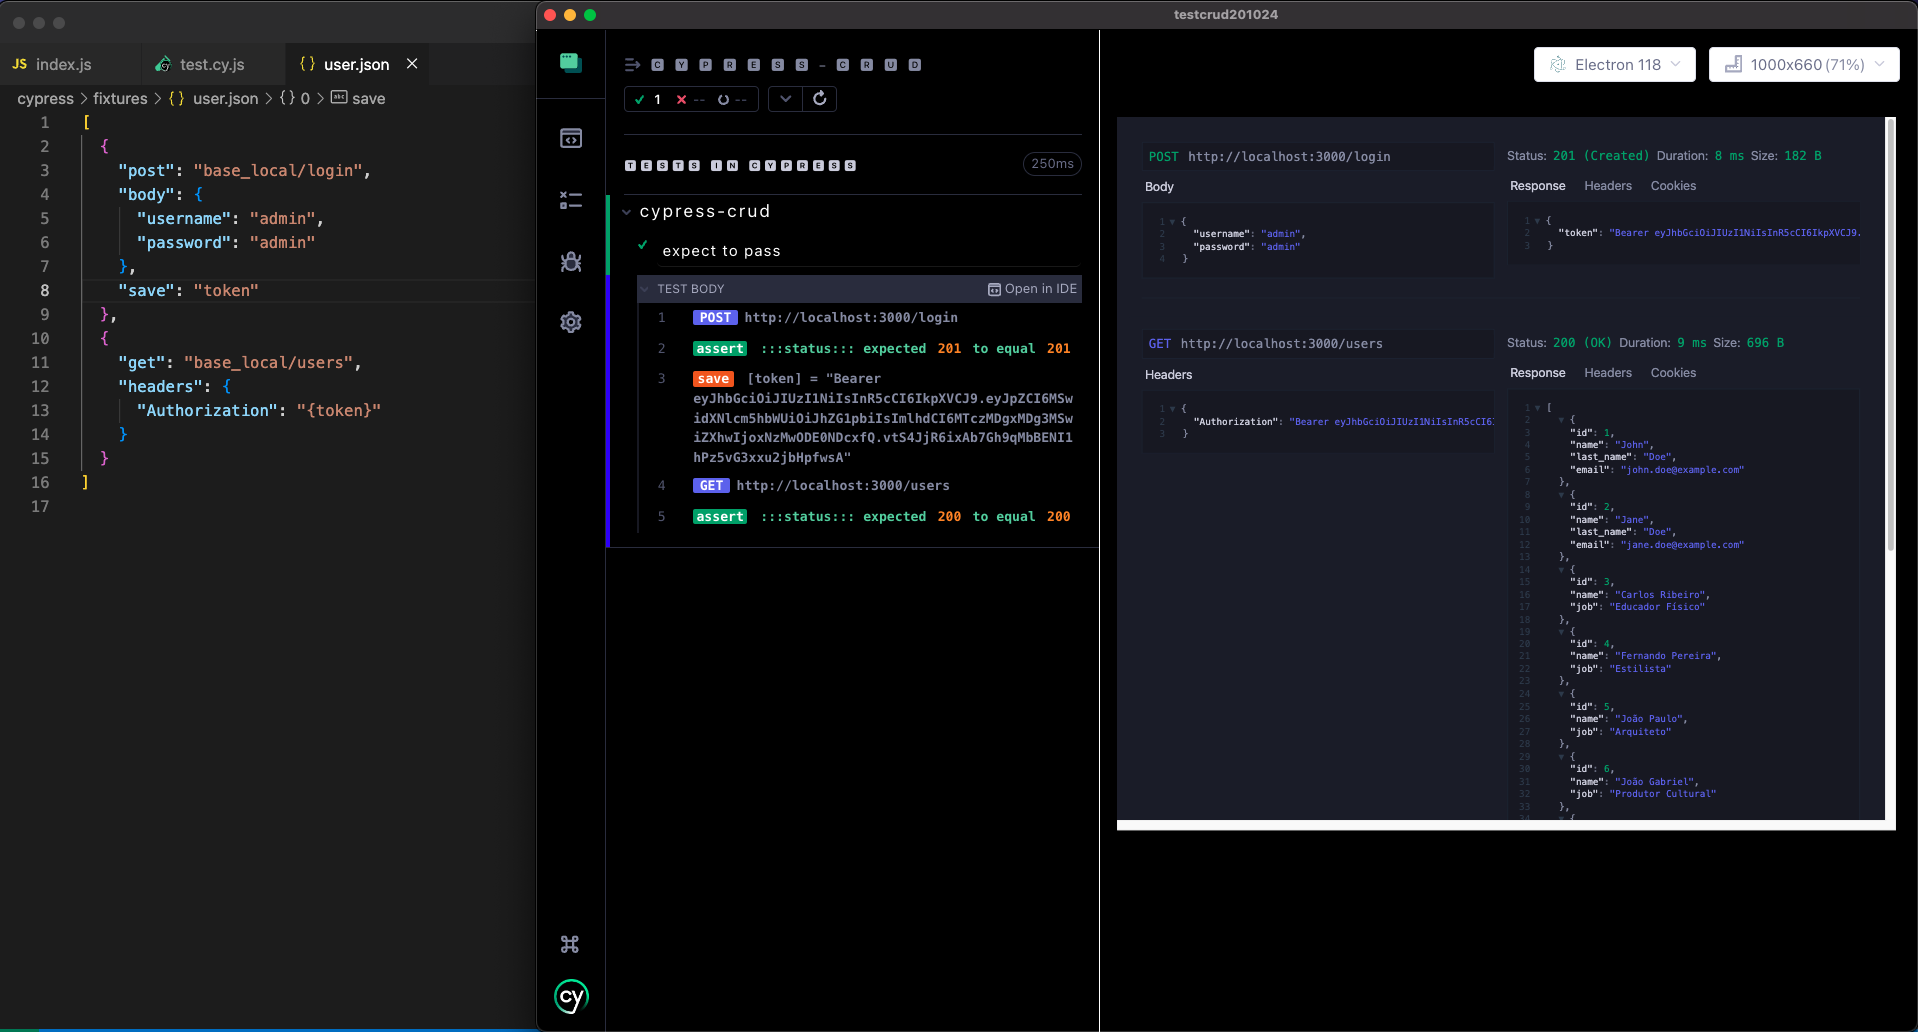 testcrud201024
JS index.js
test.cy.js
{} user.json ×
cypress > fixtures > {} user.json > {} 0 > abc save
1 [
2 {
3 "post": "base_local/login",
4 "body": {
5 "username": "admin",
6 "password": "admin"
7 },
8 "save": "token"
9 },
10 {
11 "get": "base_local/users",
12 "headers": {
13 "Authorization": "{token}"
14 }
15 }
16 ]
17
CYPRESS-CRUD
1 -- --
TESTS IN CYPRESS
250ms
cypress-crud
expect to pass
TEST BODY Open in IDE
1 POST http://localhost:3000/login
2 assert :::status::: expected 201 to equal 201
3 save [token] = "Bearer
eyJhbGciOiJIUzI1NiIsInR5cCI6IkpXVCJ9.eyJpZCI6MSw
idXNlcm5hbWUiOiJhZG1pbiIsImlhdCI6MTczMDgxMDg3MSw
iZXhwIjoxNzMwODE0NDcxfQ.vtS4JjR6ixAb7Gh9qMbBENI1
hPz5vG3xxu2jbHpfwsA"
4 GET http://localhost:3000/users
5 assert :::status::: expected 200 to equal 200
cy
Electron 118
1000x660 (71%)
POST http://localhost:3000/login
Body
1 {
2 "username": "admin",
3 "password": "admin"
4 }
Status: 201 (Created) Duration: 8 ms Size: 182 B
Response Headers Cookies
1 {
2 "token": "Bearer eyJhbGciOiJIUzI1NiIsInR5cCI6IkpXVCJ9.
3 }
GET http://localhost:3000/users
Headers
1 {
2 "Authorization": "Bearer eyJhbGciOiJIUzI1NiIsInR5cCI6I
3 }
Status: 200 (OK) Duration: 9 ms Size: 696 B
Response Headers Cookies
1 [
2 {
3 "id": 1,
4 "name": "John",
5 "last_name": "Doe",
6 "email": "john.doe@example.com"
7 },
8 {
9 "id": 2,
10 "name": "Jane",
11 "last_name": "Doe",
12 "email": "jane.doe@example.com"
13 },
14 {
15 "id": 3,
16 "name": "Carlos Ribeiro",
17 "job": "Educador Físico"
18 },
19 {
20 "id": 4,
21 "name": "Fernando Pereira",
22 "job": "Estilista"
23 },
24 {
25 "id": 5,
26 "name": "João Paulo",
27 "job": "Arquiteto"
28 },
29 {
30 "id": 6,
31 "name": "João Gabriel",
32 "job": "Produtor Cultural"
33 },
34 {